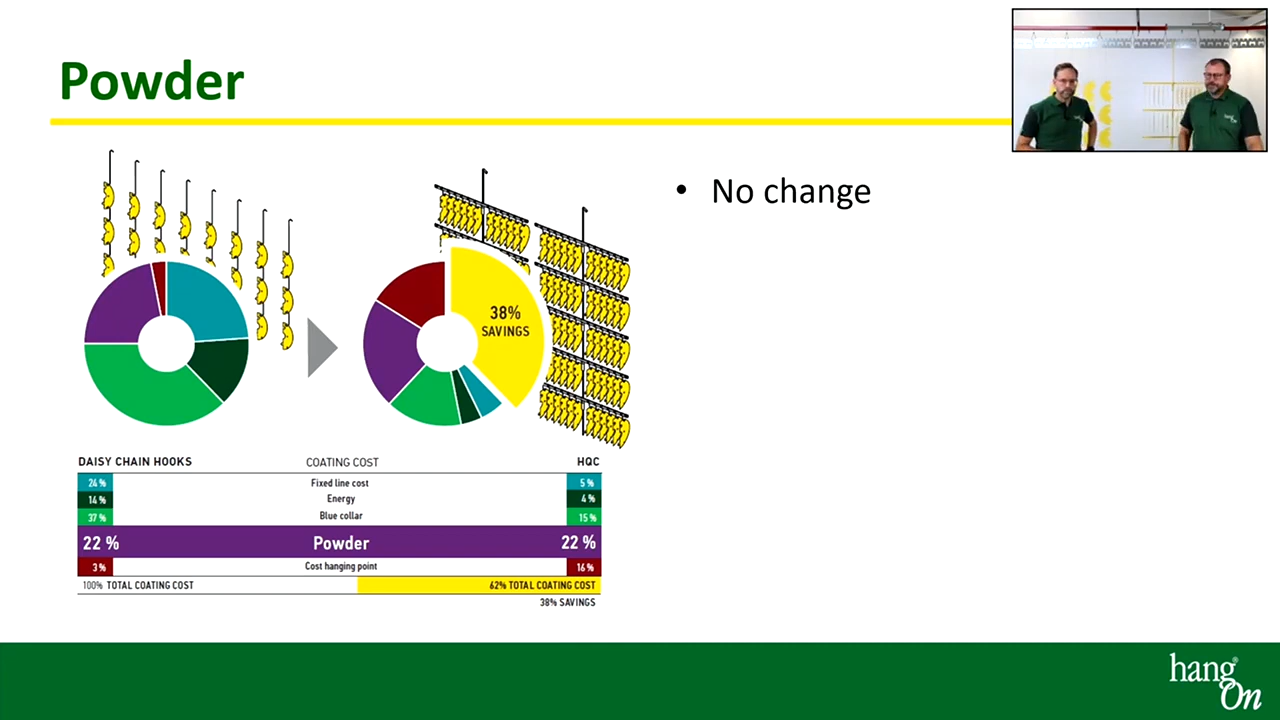 Powder
• No change
38%
SAVINGS
DAISY CHAIN HOOKS COATING COST HQC
24 % Fixed line cost 5 %
14 % Energy 4 %
37 % Blue collar 15 %
22 % Powder 22 %
3 % Cost hanging point 16 %
100% TOTAL COATING COST 62% TOTAL COATING COST
38% SAVINGS
hang
On